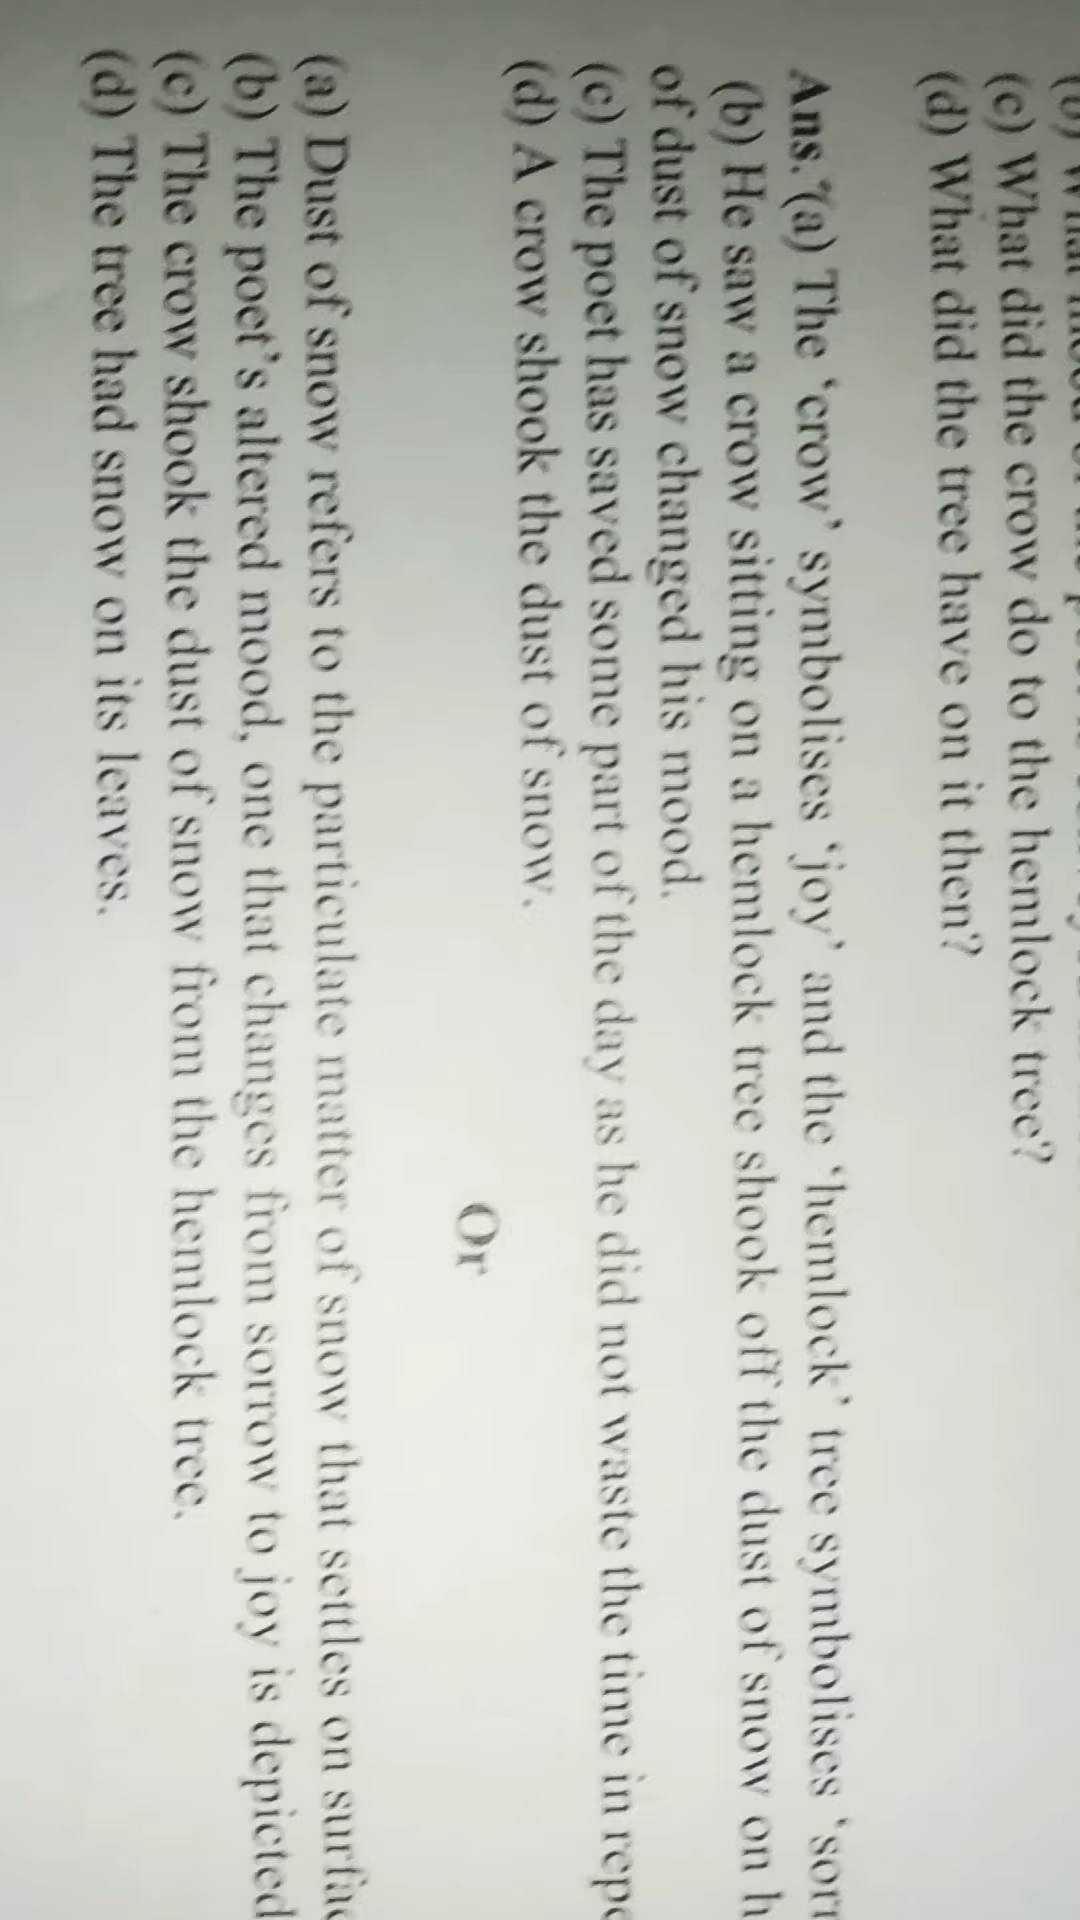 (c) What did the crow do to the hemlock tree?
(d) What did the tree have on it then?
Ans. (a) The ‘crow’ symbolises ‘joy’ and the ‘hemlock’ tree symbolises
(b) He saw a crow sitting on a hemlock tree shook off the dust of snow on
of dust of snow changed his mood.
(c) The poet has saved some part of the day as he did not waste the time in
(d) A crow shook the dust of snow.
Or
(a) Dust of snow refers to the particulate matter of snow that settles on
(b) The poet’s altered mood, one that changes from sorrow to joy is depicted
(c) The crow shook the dust of snow from the hemlock tree.
(d) The tree had snow on its leaves.